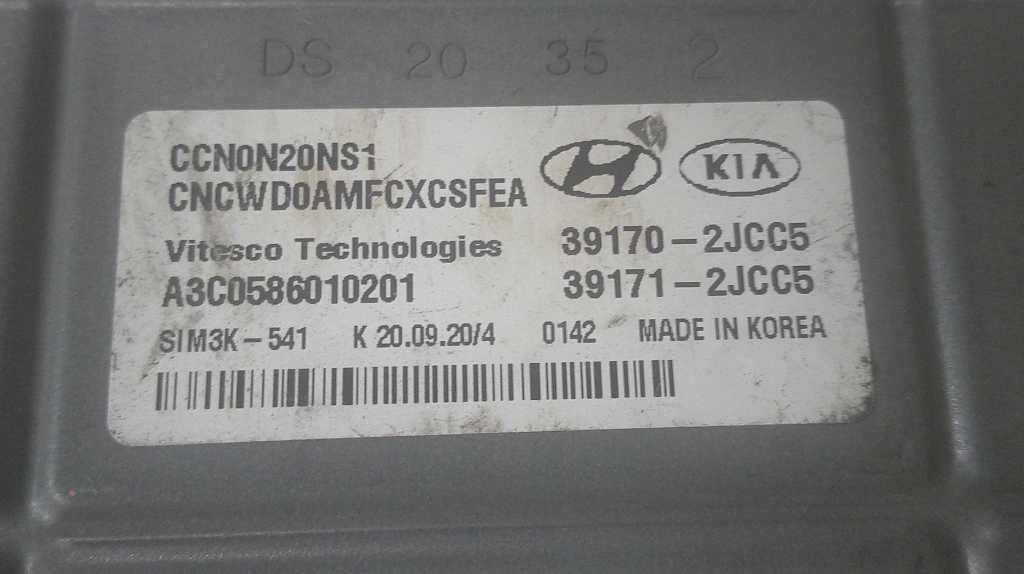 DS 20 35 2
CCN0N20NS1
CNCWD0AMFCXCSFEA
KIA
Vitesco Technologies 39170-2JCC5
A3C0586010201 39171-2JCC5
SIM3K-541 K 20.09.20/4 0142 MADE IN KOREA